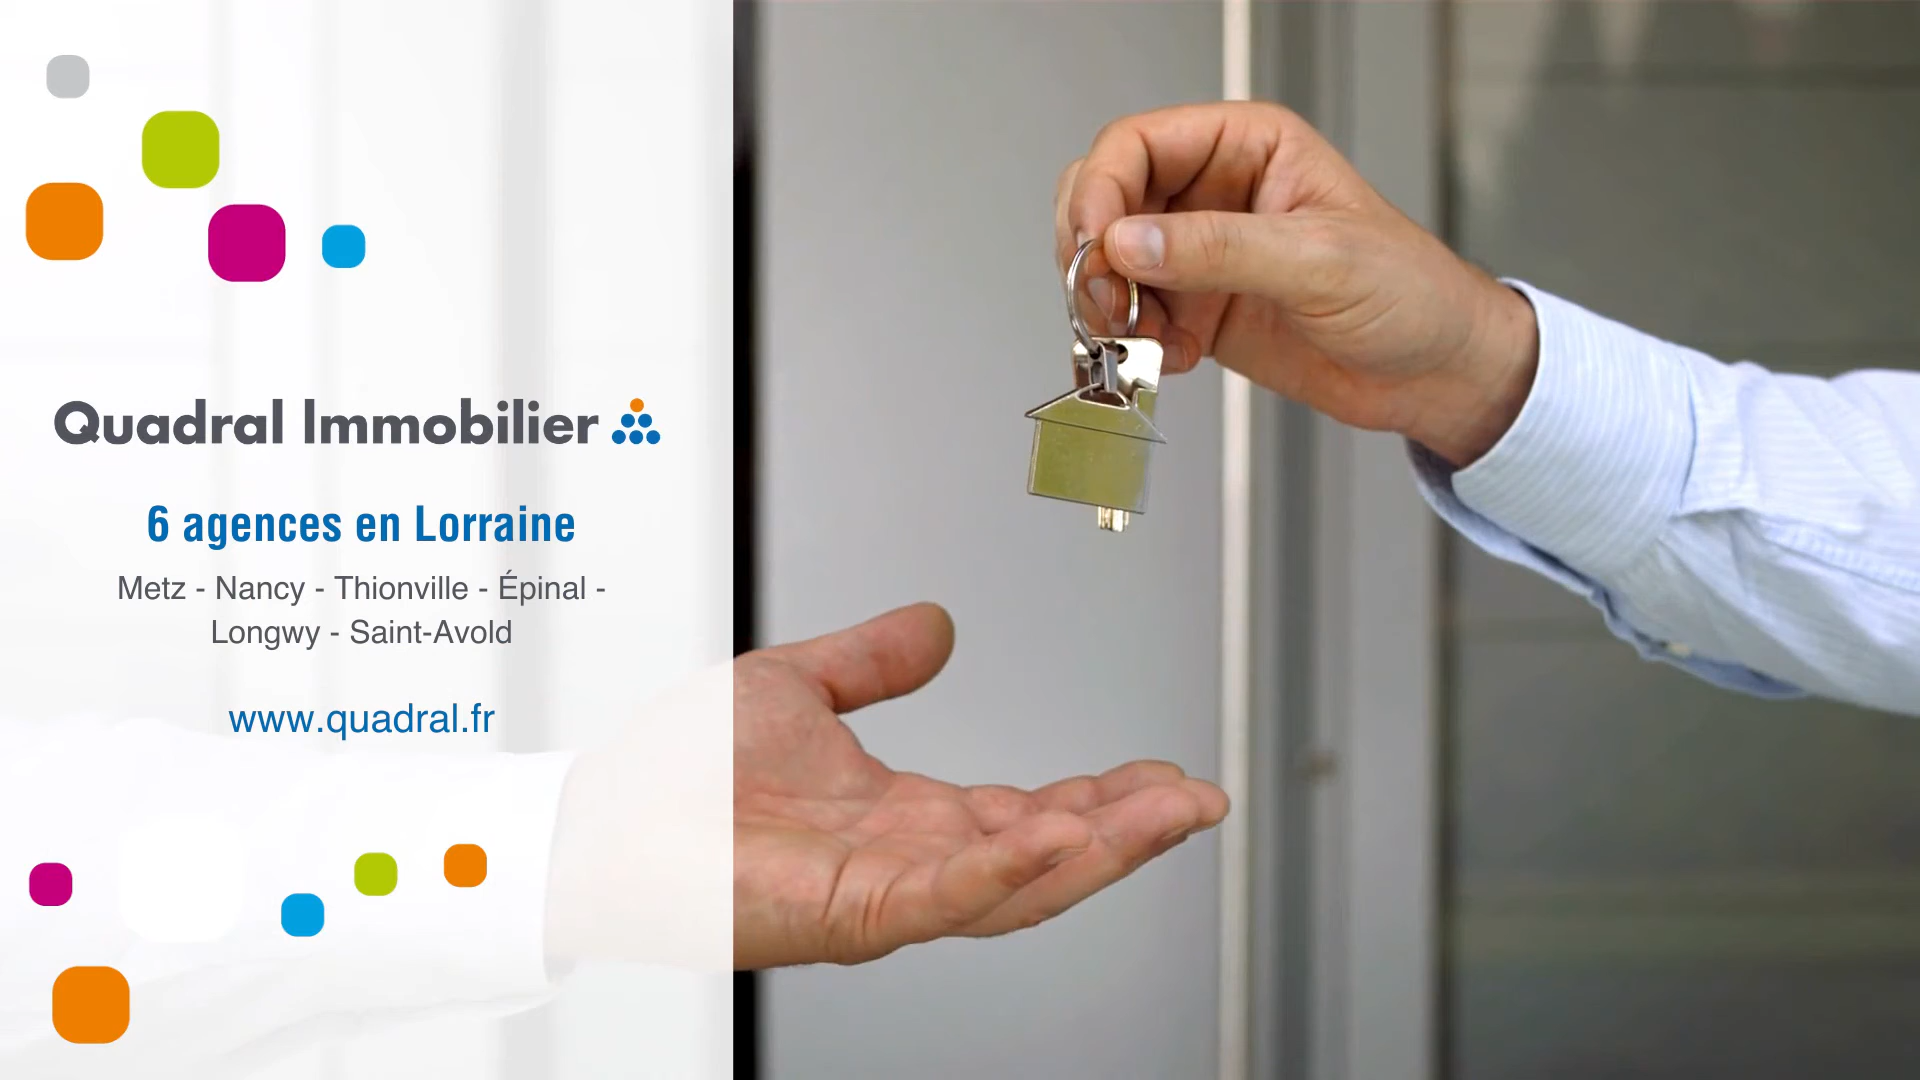 Quadral Immobilier
6 agences en Lorraine
Metz - Nancy - Thionville - Épinal -
Longwy - Saint-Avold
www.quadral.fr